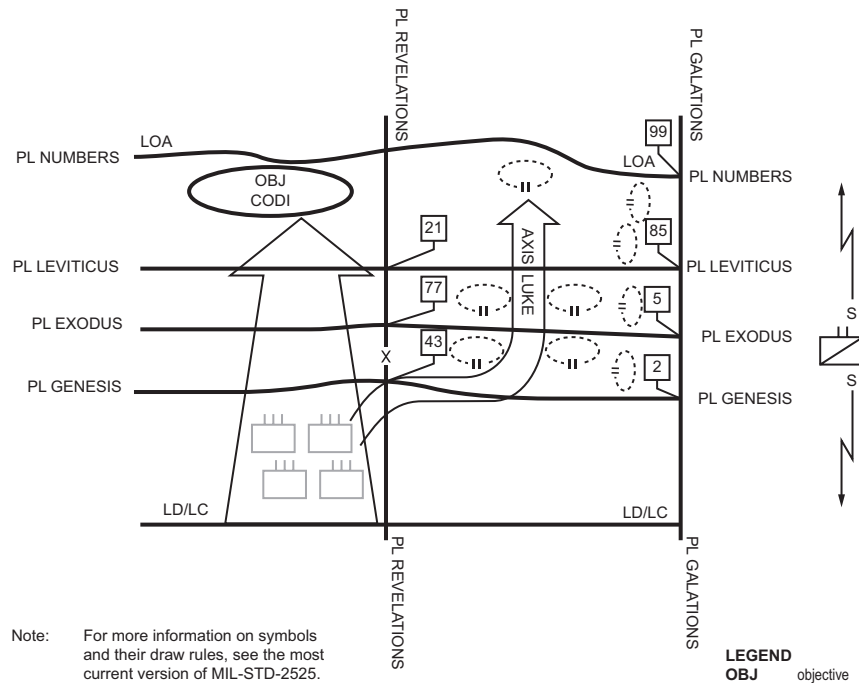 PL REVELATIONS
PL GALATIONS
99
LOA
PL NUMBERS
OBJ
CODI
LOA
PL NUMBERS
21
85
AXIS LUKE
PL LEVITICUS
PL LEVITICUS
77
5
S
PL EXODUS
PL EXODUS
X
43
2
S
PL GENESIS
PL GENESIS
LD/LC
LD/LC
PL REVELATIONS
PL GALATIONS
Note: For more information on symbols
and their draw rules, see the most
current version of MIL-STD-2525.
LEGEND
OBJ objective